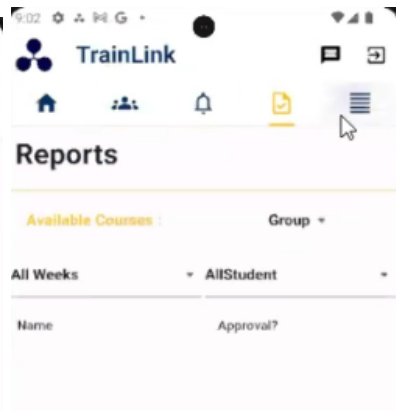 9:02 G
TrainLink
Reports
Available Courses : Group
All Weeks AllStudent
Name Approval?